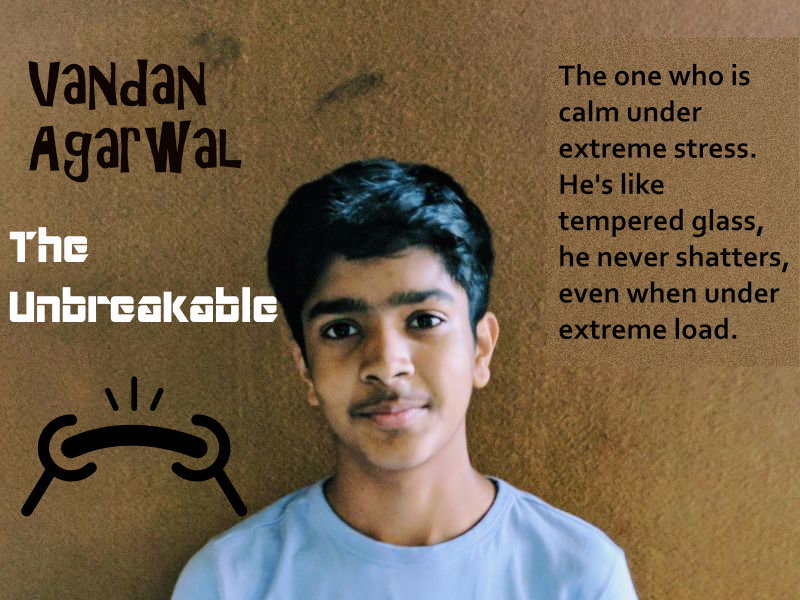 Vandan
Agarwal
The
Unbreakable
The one who is
calm under
extreme stress.
He's like
tempered glass,
he never shatters,
even when under
extreme load.